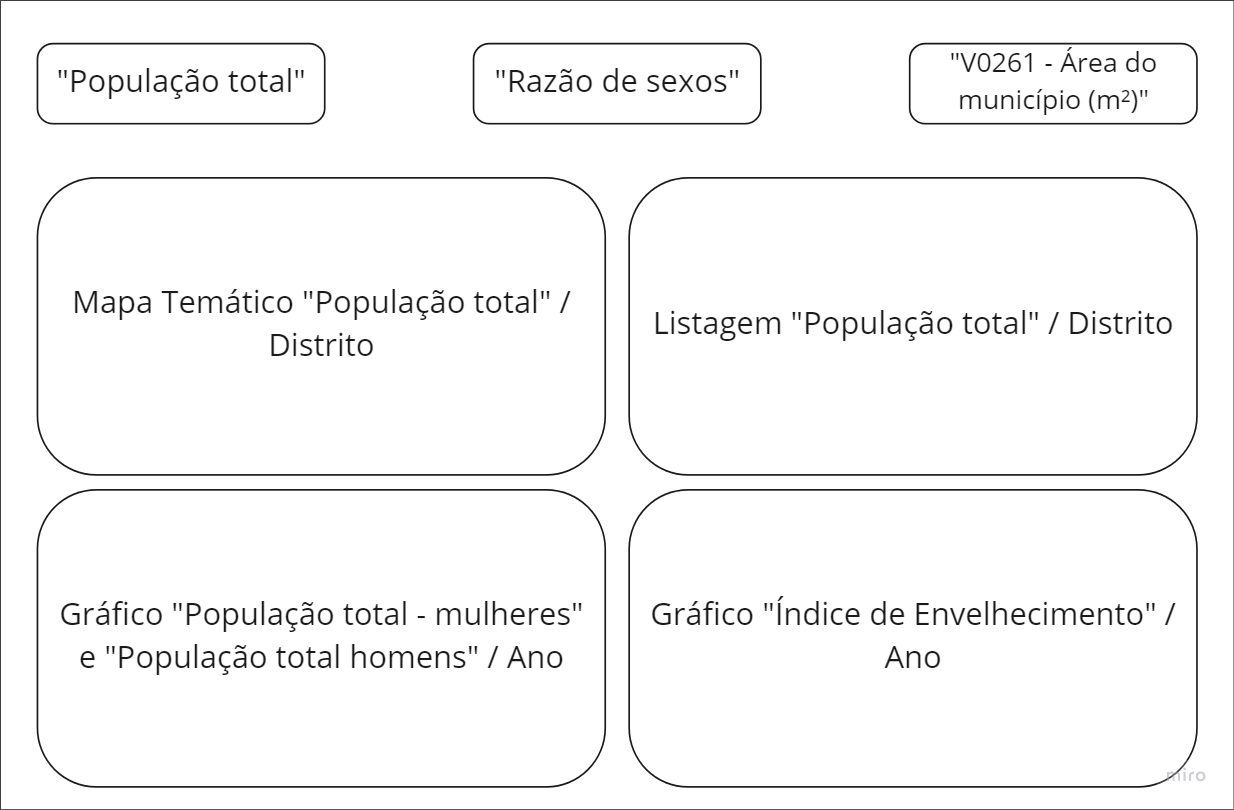 "População total"
"Razão de sexos"
"V0261 - Área do
município (m²)"
Mapa Temático "População total" /
Distrito
Listagem "População total" / Distrito
Gráfico "População total - mulheres"
e "População total homens" / Ano
Gráfico "Índice de Envelhecimento" /
Ano
miro